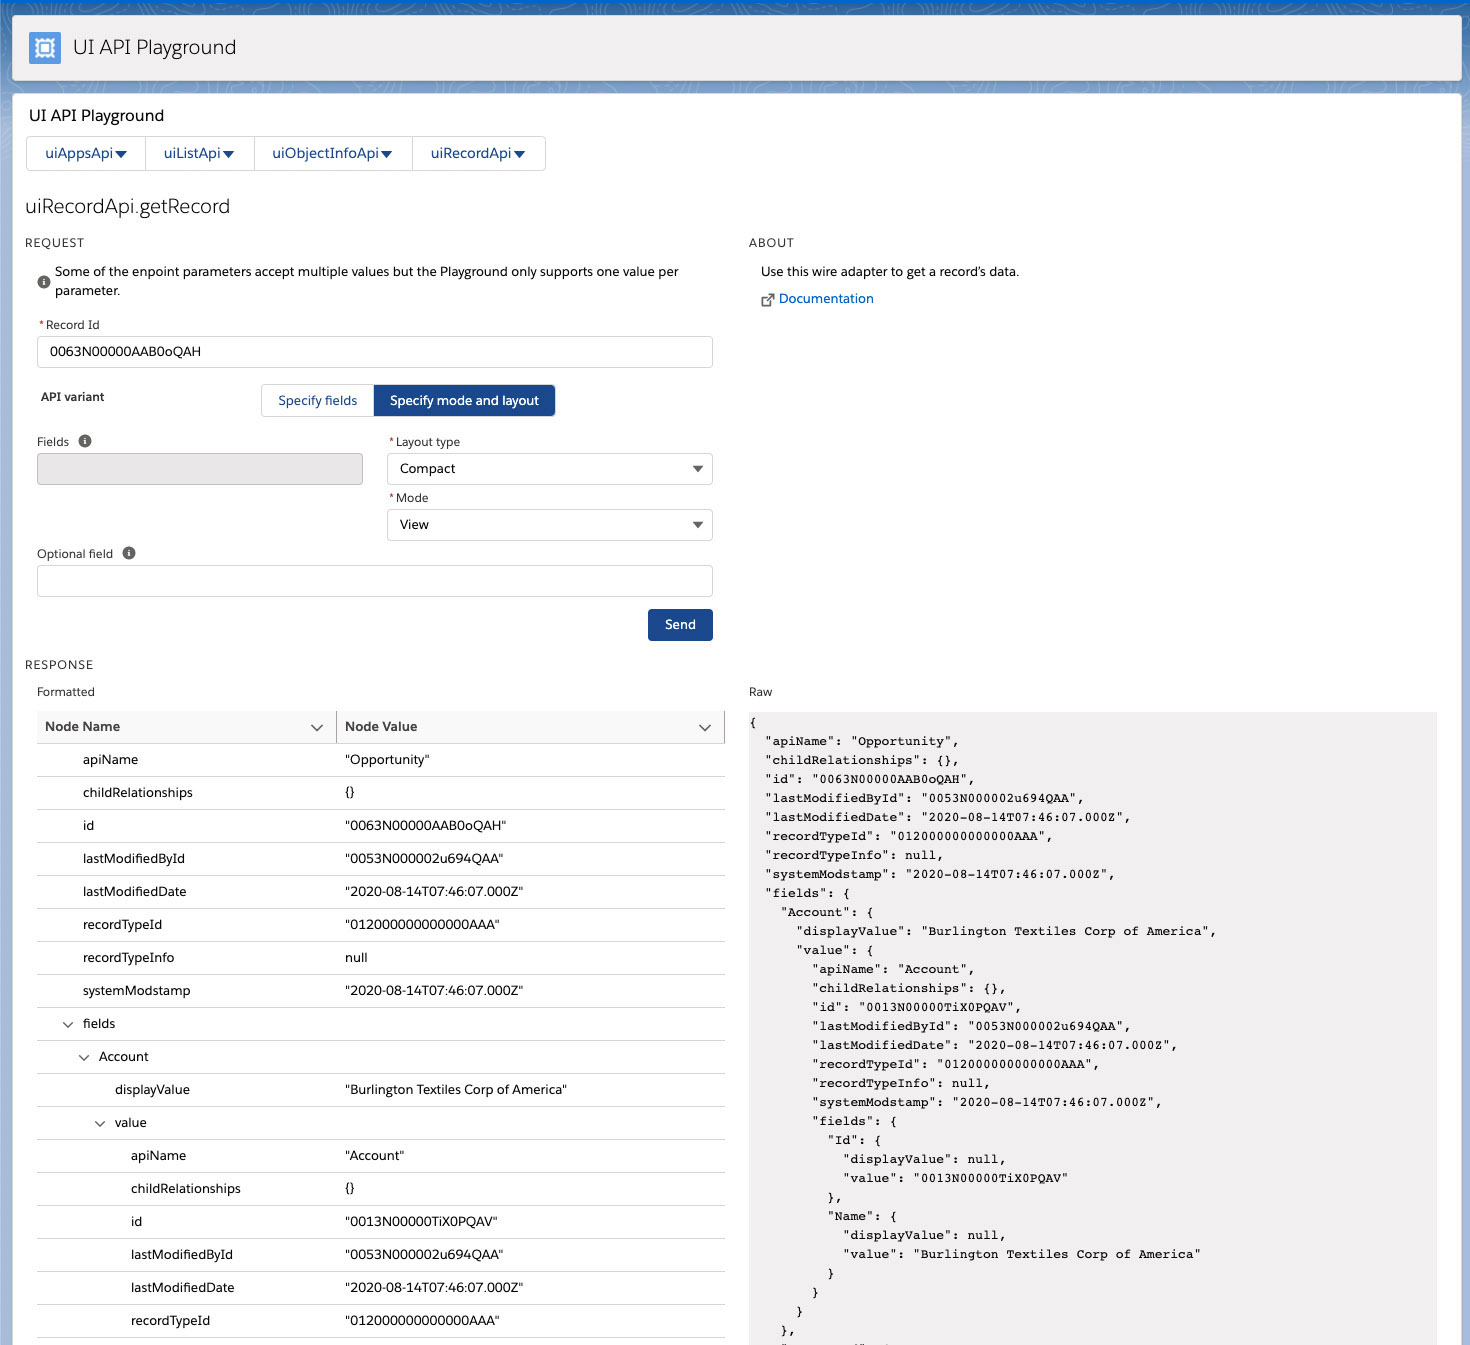 UI API Playground
UI API Playground
uiAppsApi
uiListApi
uiObjectInfoApi
uiRecordApi
uiRecordApi.getRecord
REQUEST
Some of the enpoint parameters accept multiple values but the Playground only supports one value per
parameter.
* Record Id
0063N00000AAB0oQAH
API variant
Specify fields
Specify mode and layout
Fields
* Layout type
Compact
* Mode
View
Optional field
Send
ABOUT
Use this wire adapter to get a record's data.
Documentation
RESPONSE
Formatted
Node Name Node Value
apiName "Opportunity"
childRelationships {}
id "0063N00000AAB0oQAH"
lastModifiedById "0053N000002u694QAA"
lastModifiedDate "2020-08-14T07:46:07.000Z"
recordTypeId "012000000000000AAA"
recordTypeInfo null
systemModstamp "2020-08-14T07:46:07.000Z"
fields
Account
displayValue "Burlington Textiles Corp of America"
value
apiName "Account"
childRelationships {}
id "0013N00000TiX0PQAV"
lastModifiedById "0053N000002u694QAA"
lastModifiedDate "2020-08-14T07:46:07.000Z"
recordTypeId "012000000000000AAA"
Raw
{
"apiName": "Opportunity",
"childRelationships": {},
"id": "0063N00000AAB0oQAH",
"lastModifiedById": "0053N000002u694QAA",
"lastModifiedDate": "2020-08-14T07:46:07.000Z",
"recordTypeId": "012000000000000AAA",
"recordTypeInfo": null,
"systemModstamp": "2020-08-14T07:46:07.000Z",
"fields": {
"Account": {
"displayValue": "Burlington Textiles Corp of America",
"value": {
"apiName": "Account",
"childRelationships": {},
"id": "0013N00000TiX0PQAV",
"lastModifiedById": "0053N000002u694QAA",
"lastModifiedDate": "2020-08-14T07:46:07.000Z",
"recordTypeId": "012000000000000AAA",
"recordTypeInfo": null,
"systemModstamp": "2020-08-14T07:46:07.000Z",
"fields": {
"Id": {
"displayValue": null,
"value": "0013N00000TiX0PQAV"
},
"Name": {
"displayValue": null,
"value": "Burlington Textiles Corp of America"
}
}
}
},